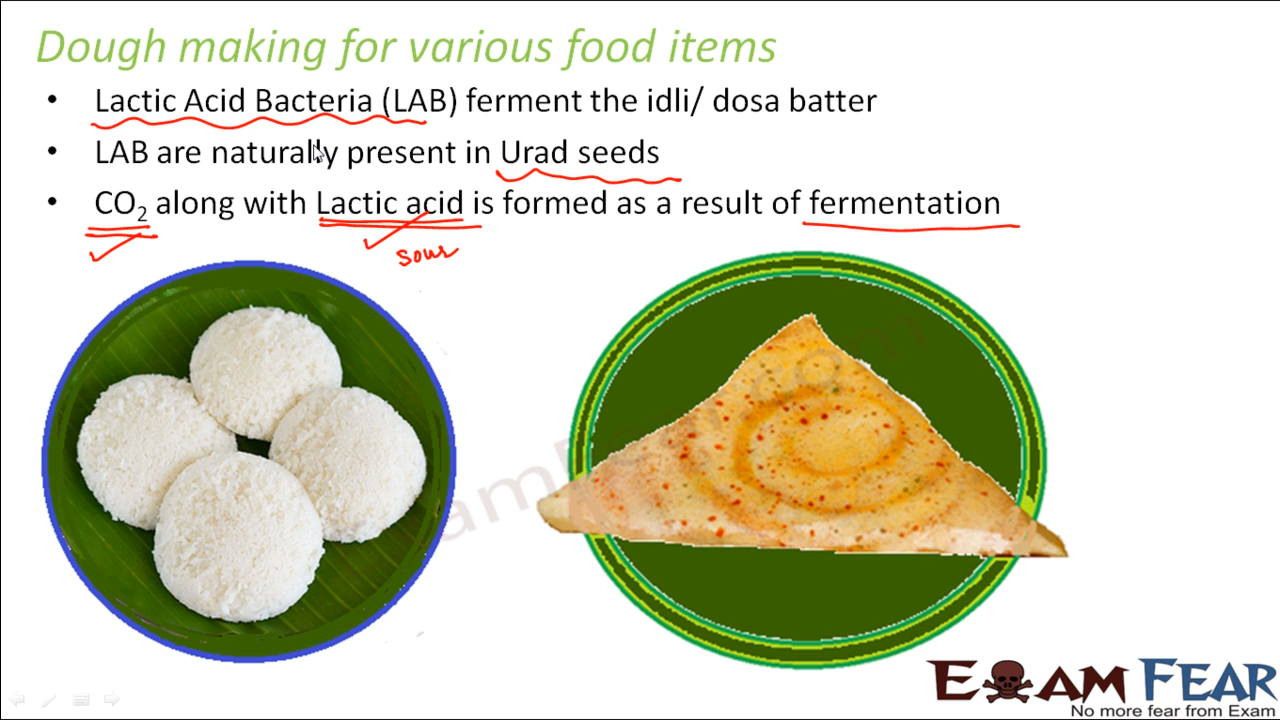 Dough making for various food items
• Lactic Acid Bacteria (LAB) ferment the idli/ dosa batter
• LAB are naturally present in Urad seeds
• CO₂ along with Lactic acid is formed as a result of fermentation
sour
EXAM FEAR
No more fear from Exam